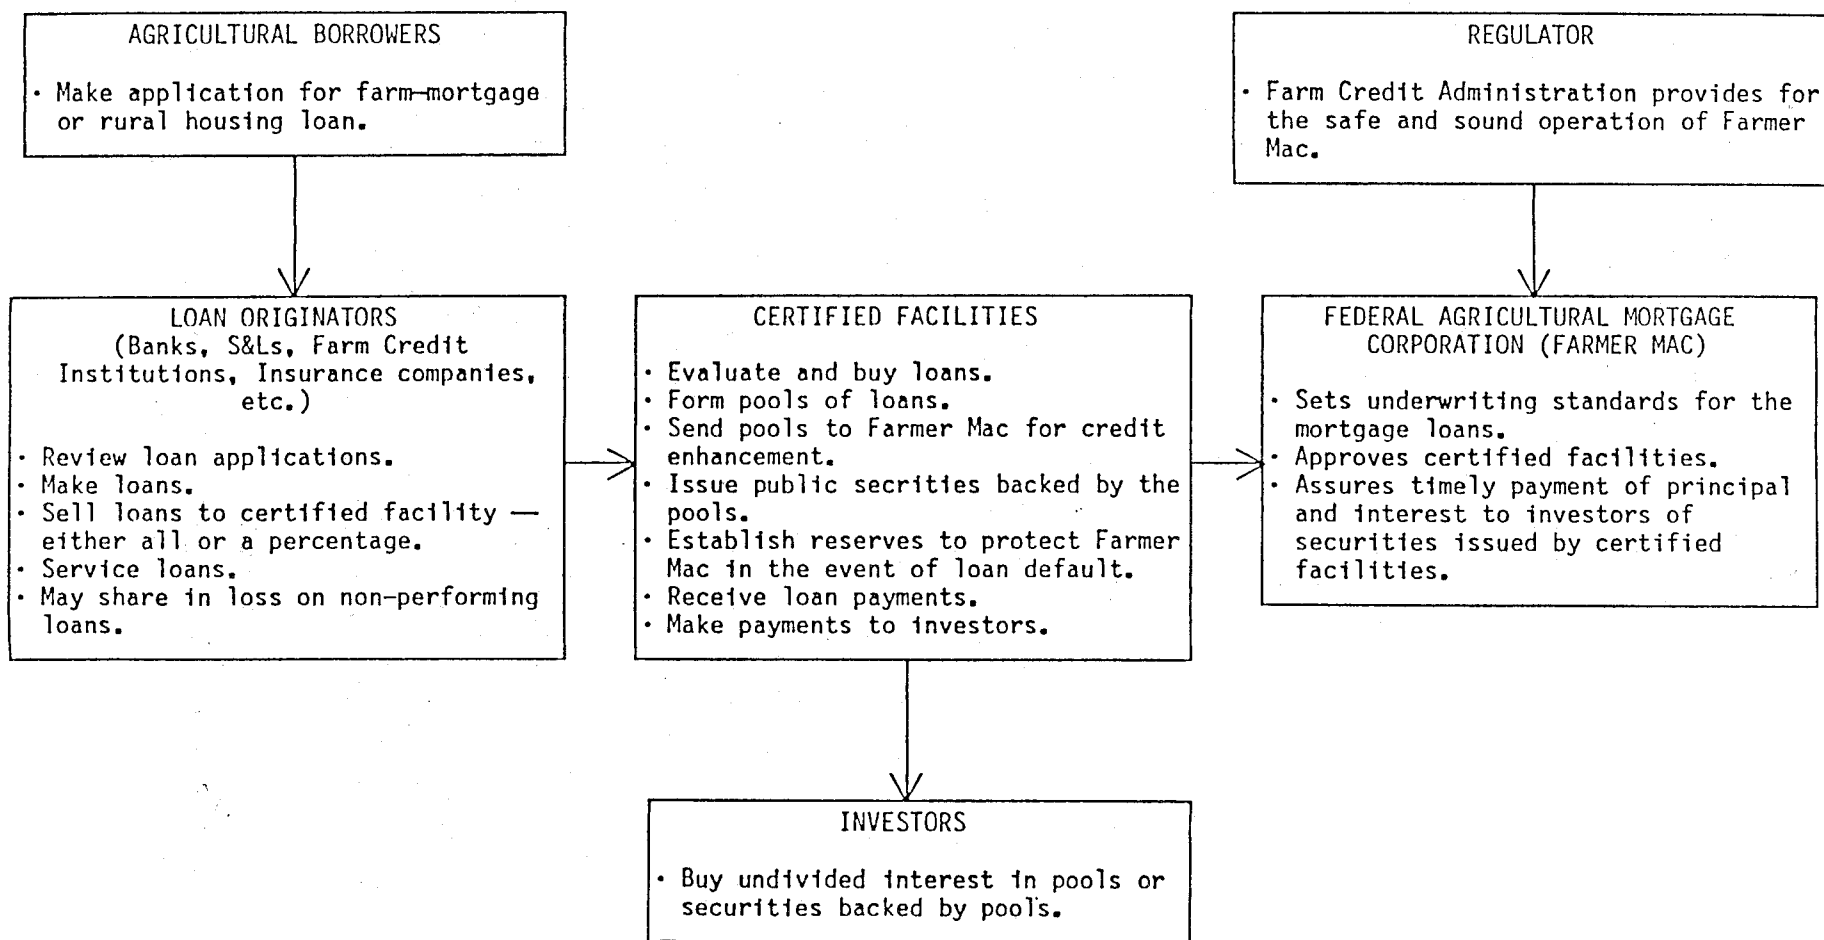 AGRICULTURAL BORROWERS
· Make application for farm-mortgage
or rural housing loan.
REGULATOR
· Farm Credit Administration provides for
the safe and sound operation of Farmer
Mac.
LOAN ORIGINATORS
(Banks, S&Ls, Farm Credit
Institutions, Insurance companies,
etc.)
· Review loan applications.
· Make loans.
· Sell loans to certified facility —
either all or a percentage.
· Service loans.
· May share in loss on non-performing
loans.
CERTIFIED FACILITIES
· Evaluate and buy loans.
· Form pools of loans.
· Send pools to Farmer Mac for credit
enhancement.
· Issue public secrities backed by the
pools.
· Establish reserves to protect Farmer
Mac in the event of loan default.
· Receive loan payments.
· Make payments to investors.
FEDERAL AGRICULTURAL MORTGAGE
CORPORATION (FARMER MAC)
· Sets underwriting standards for the
mortgage loans.
· Approves certified facilities.
· Assures timely payment of principal
and interest to investors of
securities issued by certified
facilities.
INVESTORS
· Buy undivided interest in pools or
securities backed by pools.